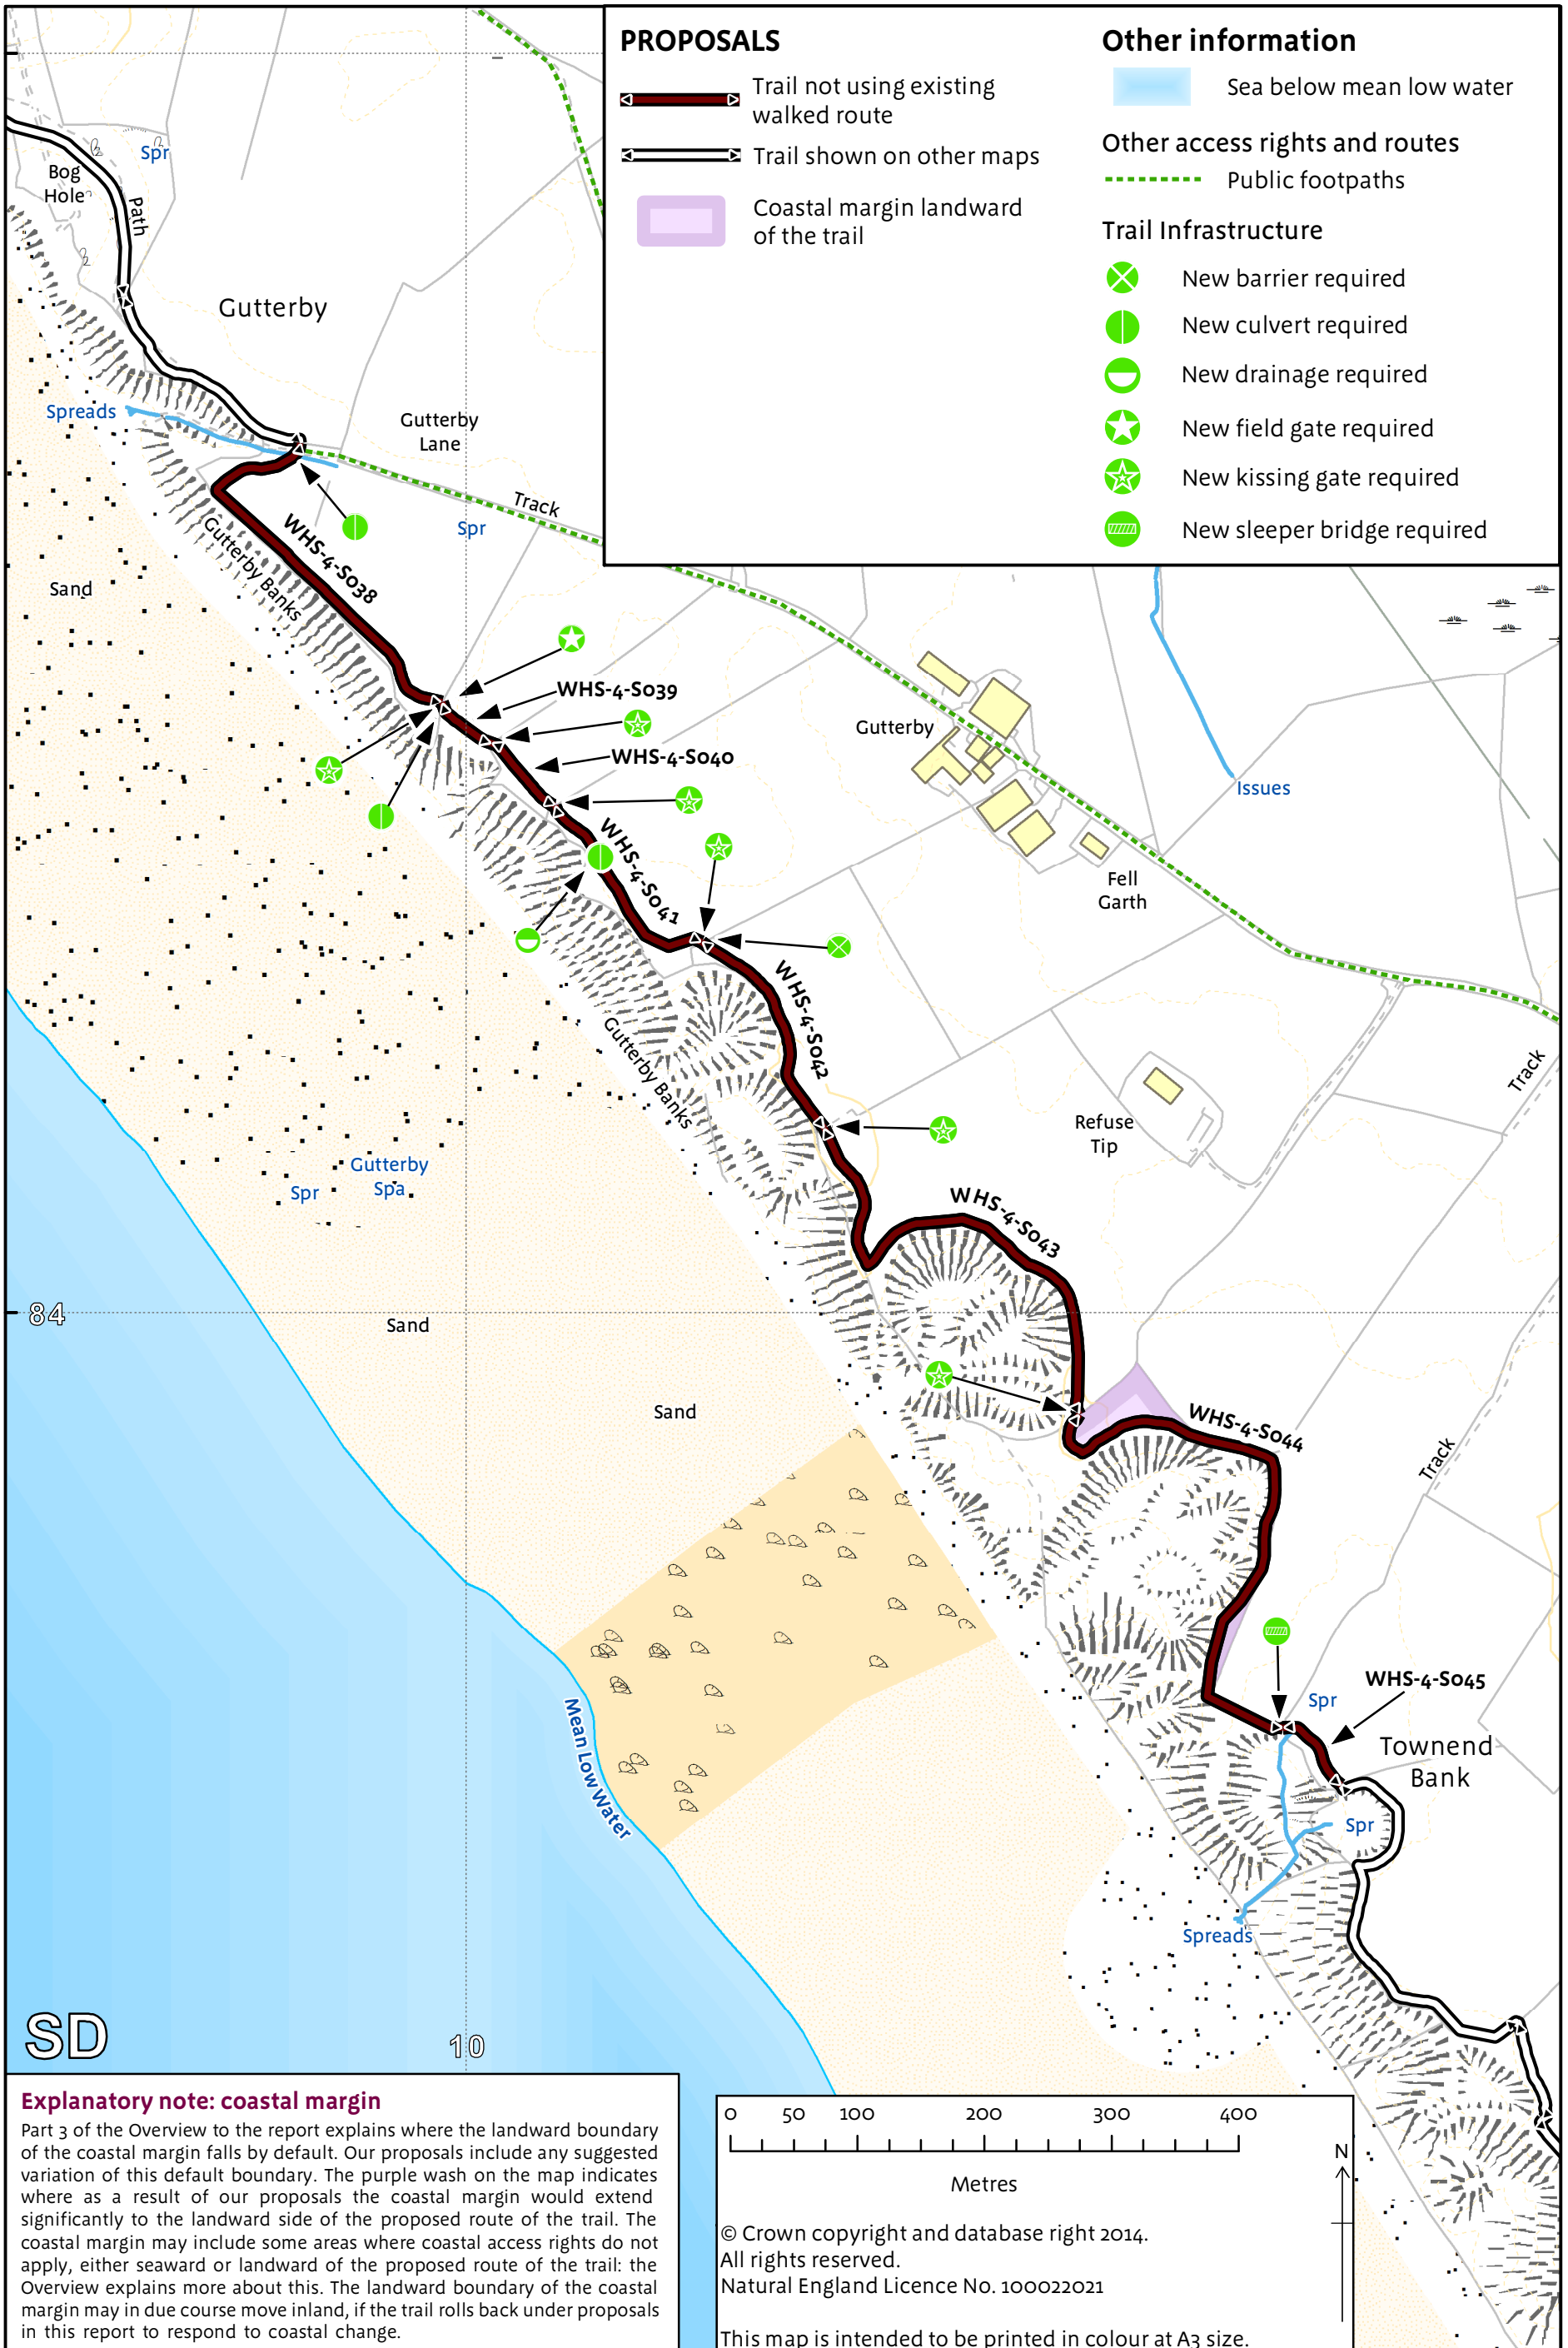 PROPOSALS
Trail not using existing
walked route
Trail shown on other maps
Coastal margin landward
of the trail
Other information
Sea below mean low water
Other access rights and routes
Public footpaths
Trail Infrastructure
New barrier required
New culvert required
New drainage required
New field gate required
New kissing gate required
New sleeper bridge required
Spr
Bog
Hole
Path
Gutterby
Spreads
Gutterby
Lane
Track
Spr
Sand
WHS-4-S038
Gutterby Banks
WHS-4-S039
WHS-4-S040
Gutterby
Issues
WHS-4-S041
Fell
Garth
WHS-4-S042
Gutterby Banks
Track
Refuse
Tip
Gutterby
Spa
Spr
WHS-4-S043
84
Sand
Sand
WHS-4-S044
Track
WHS-4-S045
Spr
Townend
Bank
Mean Low Water
Spr
Spreads
SD
10
Explanatory note: coastal margin
Part 3 of the Overview to the report explains where the landward boundary
of the coastal margin falls by default. Our proposals include any suggested
variation of this default boundary. The purple wash on the map indicates
where as a result of our proposals the coastal margin would extend
significantly to the landward side of the proposed route of the trail. The
coastal margin may include some areas where coastal access rights do not
apply, either seaward or landward of the proposed route of the trail: the
Overview explains more about this. The landward boundary of the coastal
margin may in due course move inland, if the trail rolls back under proposals
in this report to respond to coastal change.
0 50 100 200 300 400
Metres
N
© Crown copyright and database right 2014.
All rights reserved.
Natural England Licence No. 100022021
This map is intended to be printed in colour at A3 size.